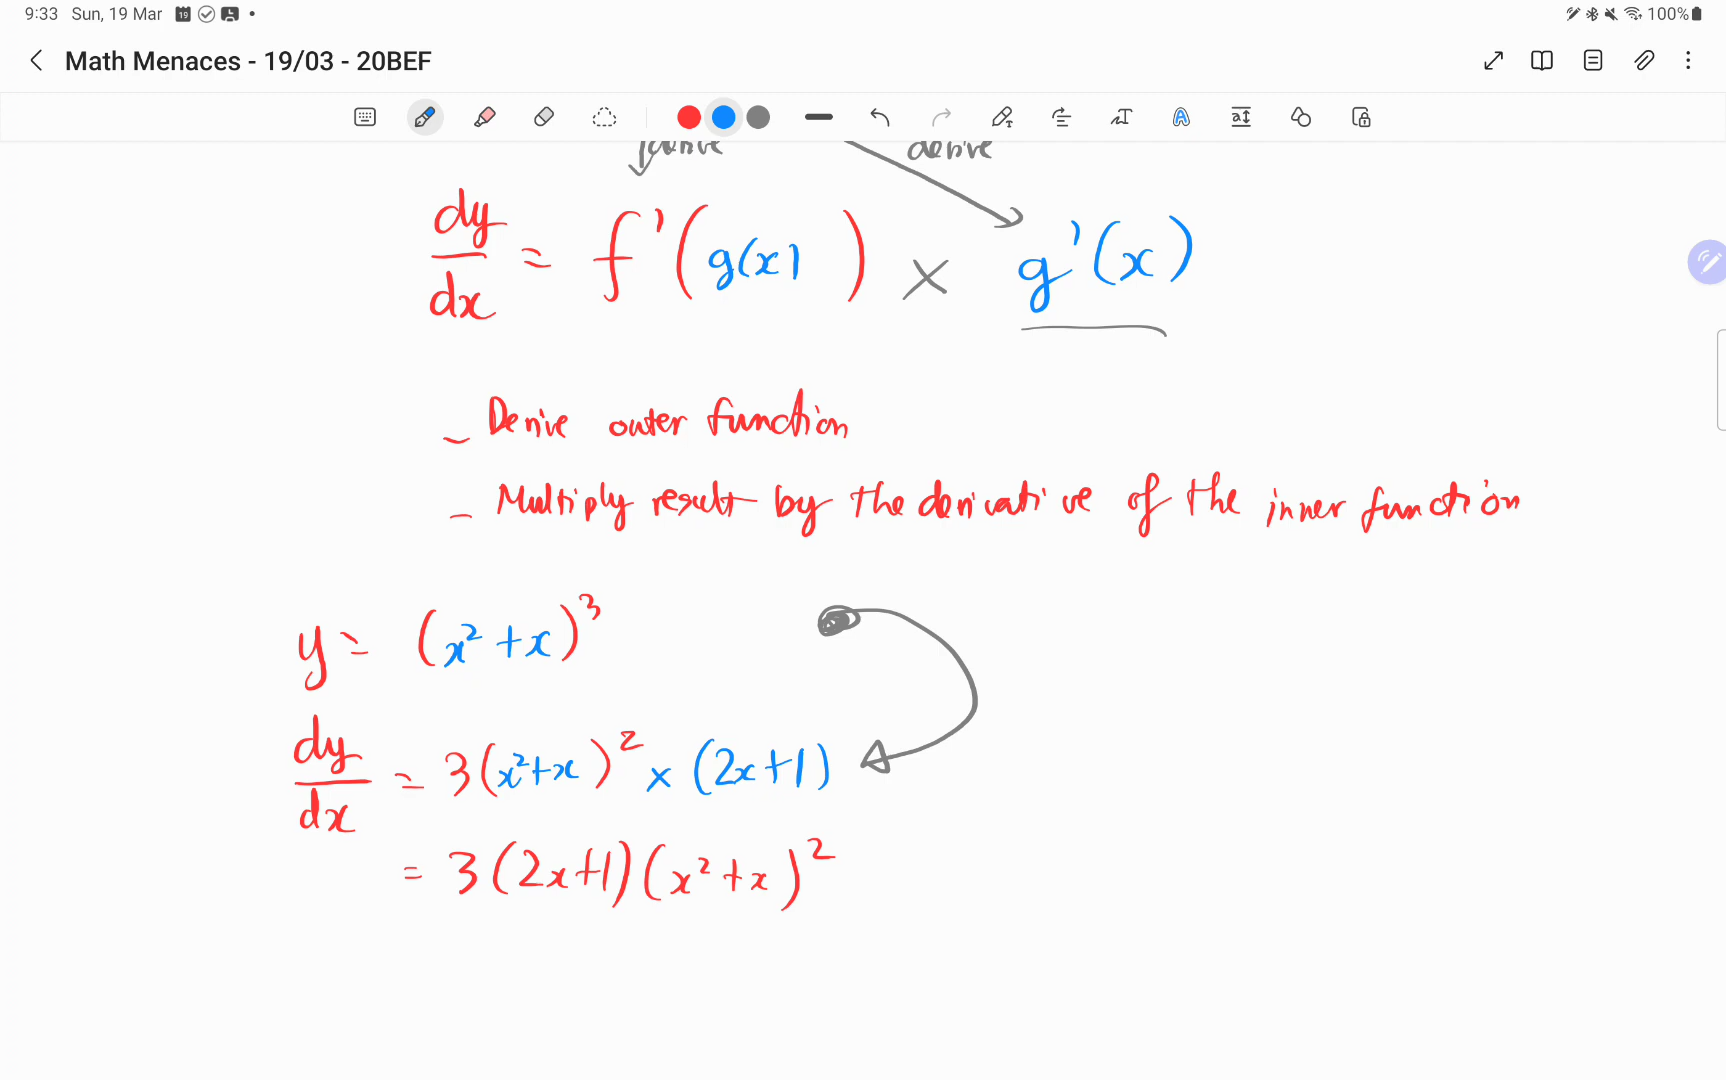 9:33 Sun, 19 Mar 19 100%
Math Menaces - 19/03 - 20BEF
derive derive
dy/dx = f'(g(x)) × g'(x)
- Derive outer function
- Multiply result by the derivative of the inner function
y = (x²+x)³
dy/dx = 3(x²+x)² × (2x+1)
= 3(2x+1)(x²+x)²